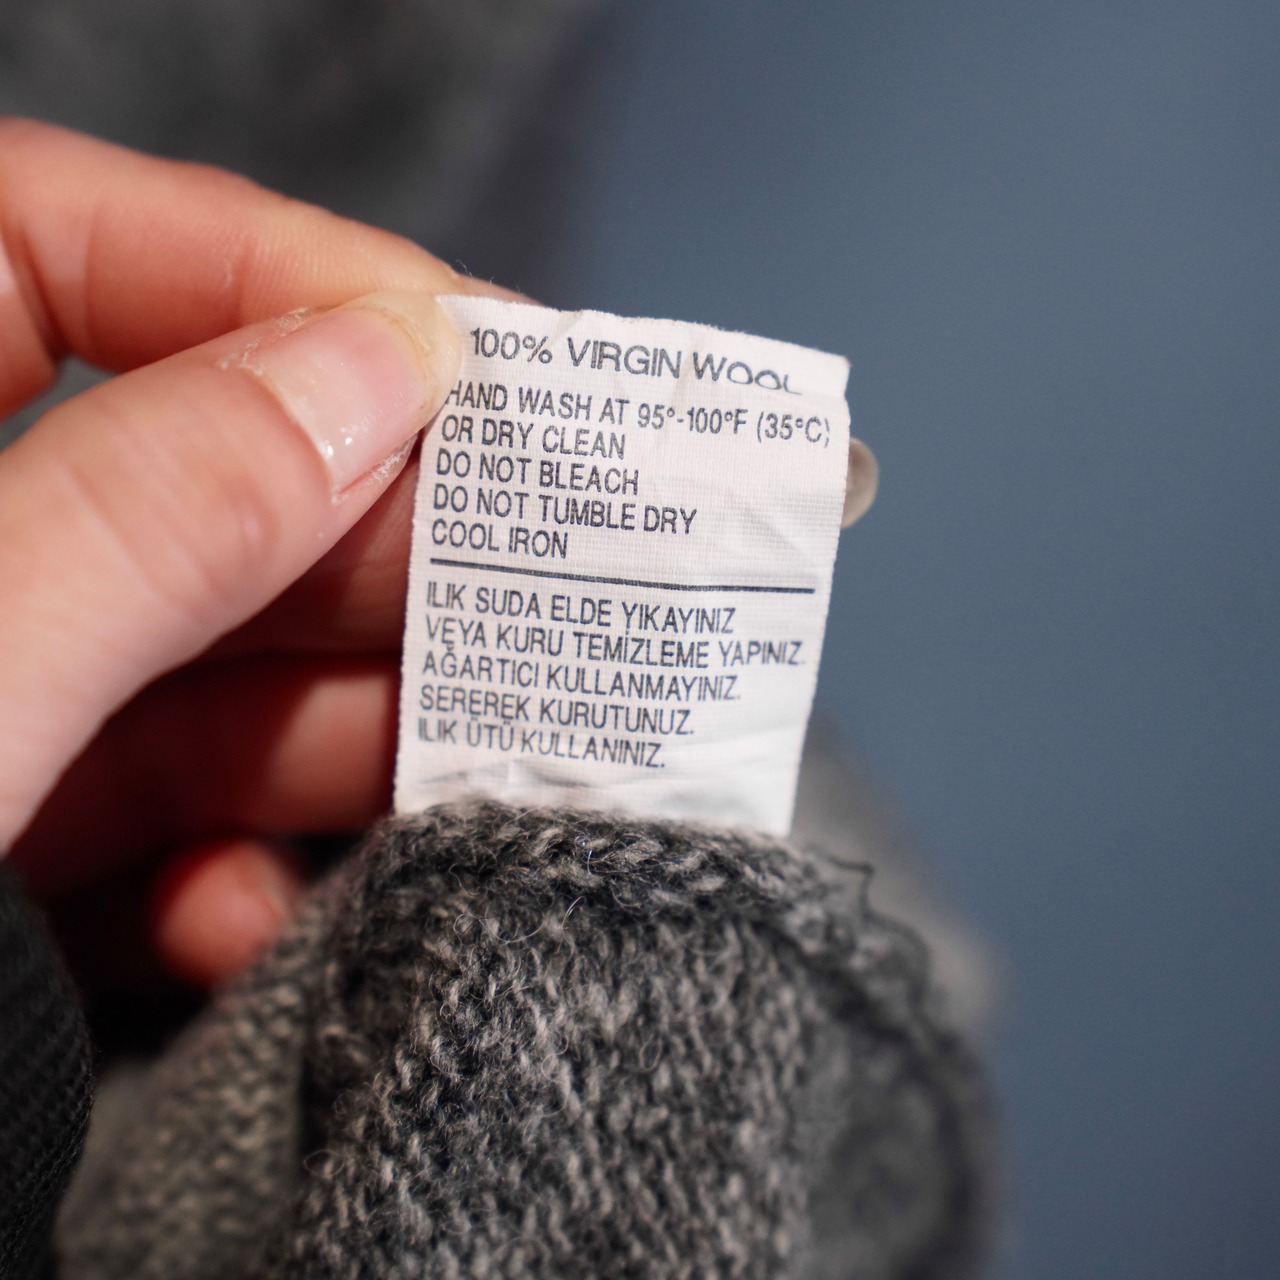 100% VIRGIN WOOL
HAND WASH AT 95°-100°F (35°C)
OR DRY CLEAN
DO NOT BLEACH
DO NOT TUMBLE DRY
COOL IRON
ILIK SUDA ELDE YIKAYINIZ
VEYA KURU TEMİZLEME YAPINIZ.
AĞARTICI KULLANMAYINIZ.
SEREREK KURUTUNUZ.
ILIK ÜTÜ KULLANINIZ.